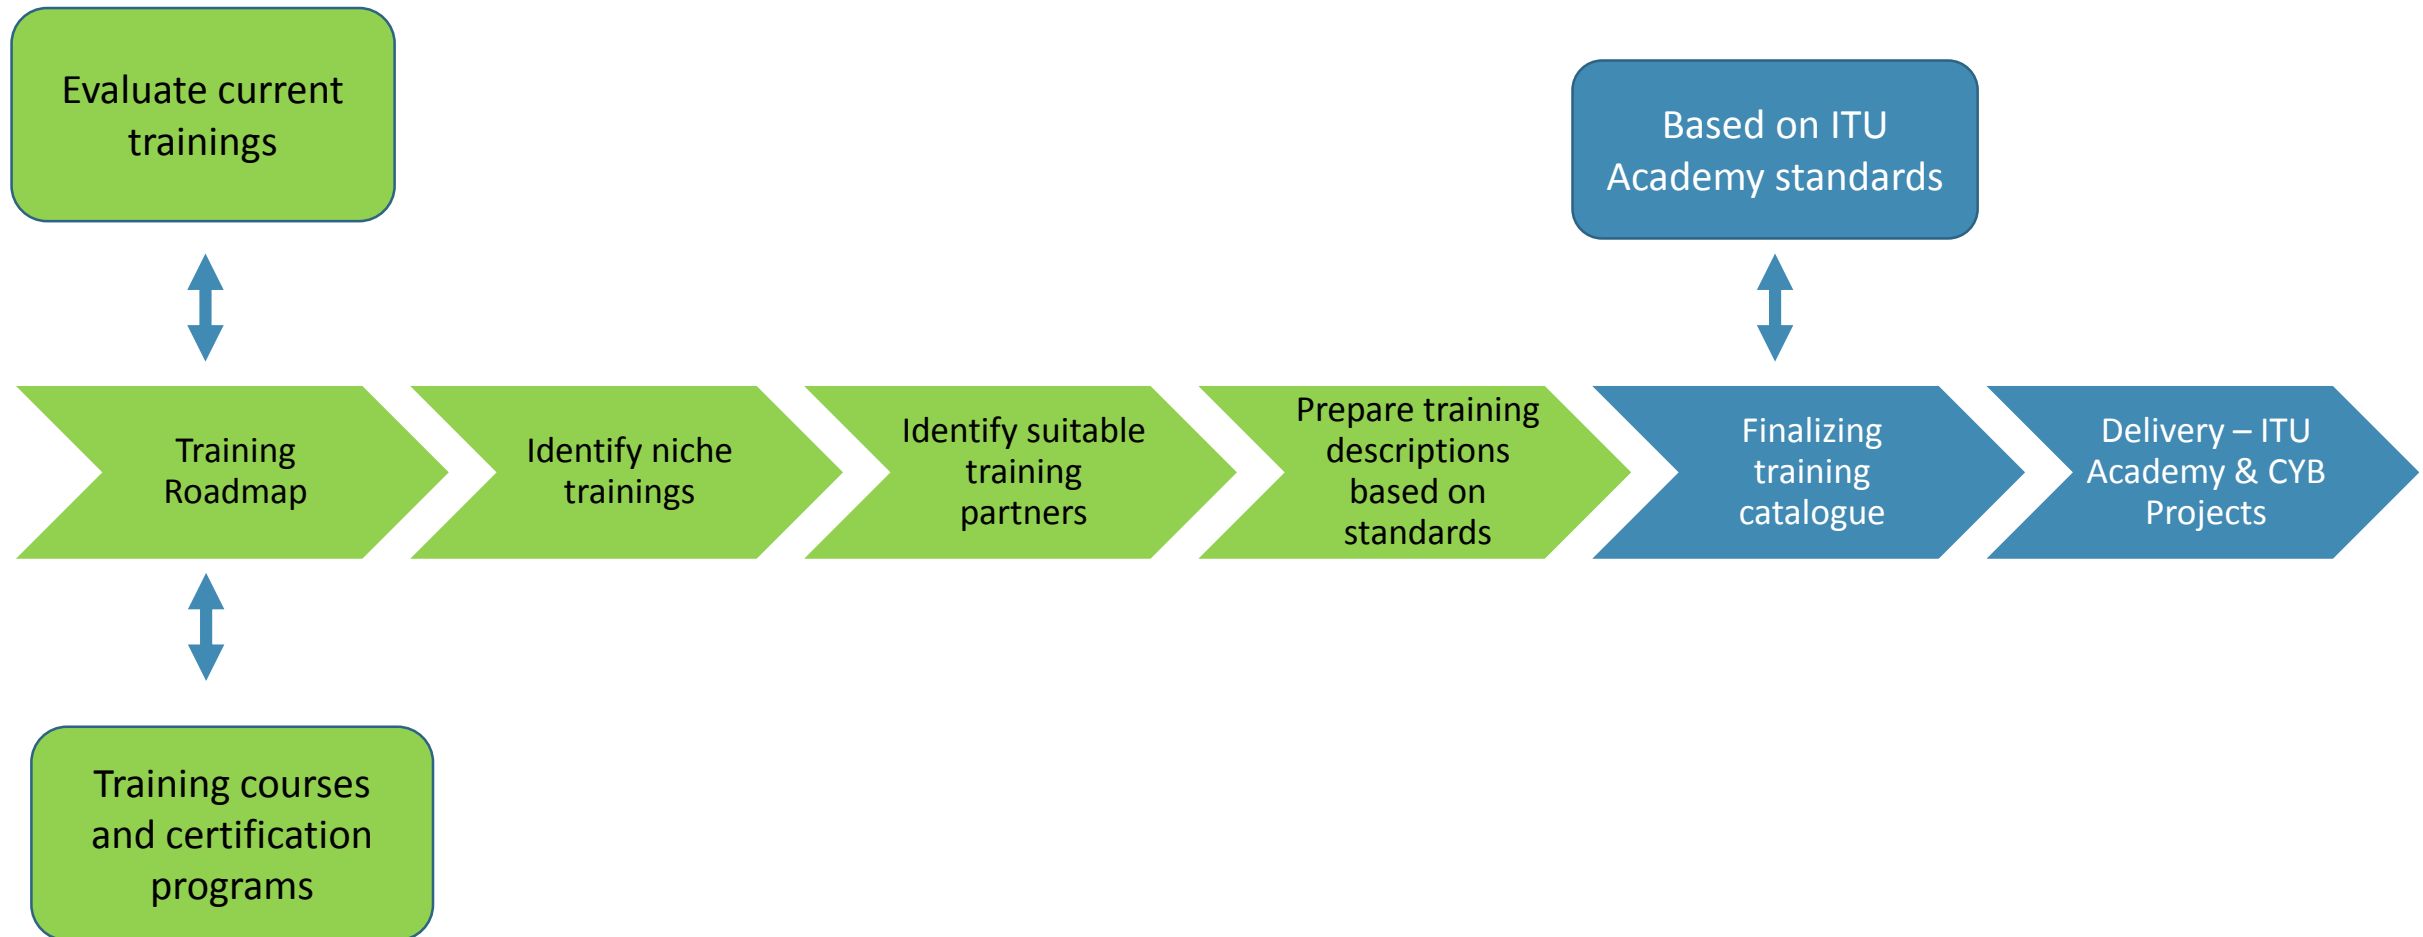 Evaluate current
trainings
Based on ITU
Academy standards
Training
Roadmap
Identify niche
trainings
Identify suitable
training
partners
Prepare training
descriptions
based on
standards
Finalizing
training
catalogue
Delivery – ITU
Academy & CYB
Projects
Training courses
and certification
programs